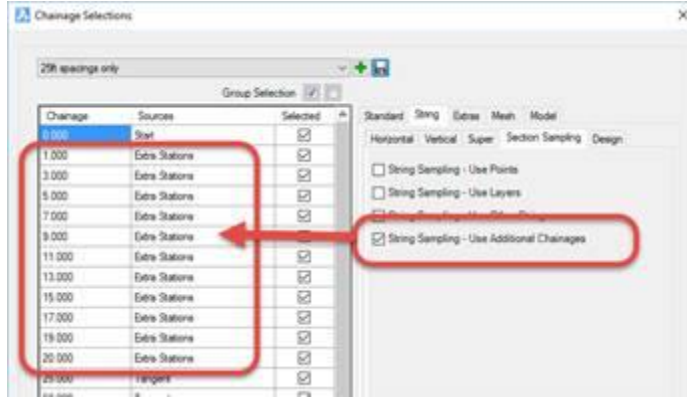 Chainage Selections
25ft spacings only
Group Selection
Chainage Sources Selected
Standard String Extras Mesh Model
Horizontal Vertical Super Section Sampling Design
0.000 Start
1.000 Extra Stations
3.000 Extra Stations
5.000 Extra Stations
7.000 Extra Stations
9.000 Extra Stations
11.000 Extra Stations
13.000 Extra Stations
15.000 Extra Stations
17.000 Extra Stations
19.000 Extra Stations
20.000 Extra Stations
25.000 Tangent
String Sampling - Use Points
String Sampling - Use Layers
String Sampling - Use Additional Chainages